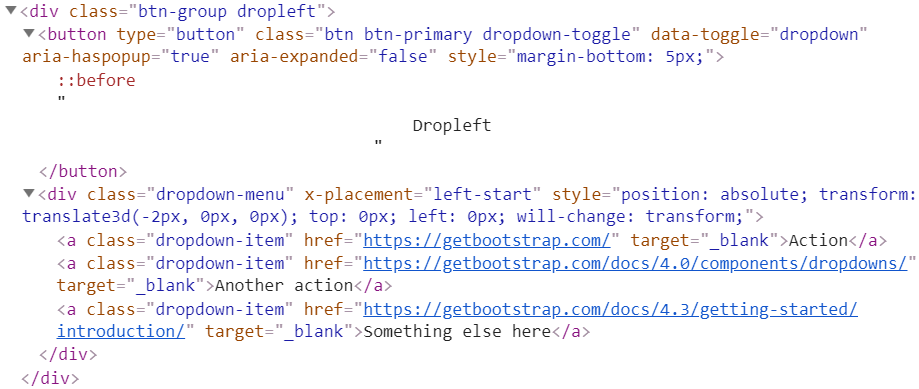 ▼<div class="btn-group dropleft">
▼<button type="button" class="btn btn-primary dropdown-toggle" data-toggle="dropdown"
aria-haspopup="true" aria-expanded="false" style="margin-bottom: 5px;">
::before
"
Dropleft
"
</button>
▼<div class="dropdown-menu" x-placement="left-start" style="position: absolute; transform:
translate3d(-2px, 0px, 0px); top: 0px; left: 0px; will-change: transform;">
<a class="dropdown-item" href="https://getbootstrap.com/" target="_blank">Action</a>
<a class="dropdown-item" href="https://getbootstrap.com/docs/4.0/components/dropdowns/"
target="_blank">Another action</a>
<a class="dropdown-item" href="https://getbootstrap.com/docs/4.3/getting-started/
introduction/" target="_blank">Something else here</a>
</div>
</div>